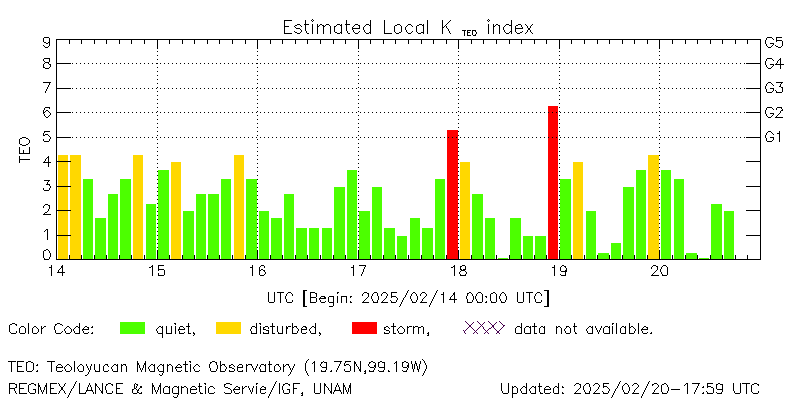 Estimated Local K TEO index
9 G5
8 G4
7 G3
6 G2
5 G1
4
3
2
1
0
TEO
14 15 16 17 18 19 20
UTC [Begin: 2025/02/14 00:00 UTC]
Color Code: quiet, disturbed, storm, data not available.
TEO: Teoloyucan Magnetic Observatory (19.75N,99.19W)
REGMEX/LANCE & Magnetic Servie/IGF, UNAM Updated: 2025/02/20-17:59 UTC